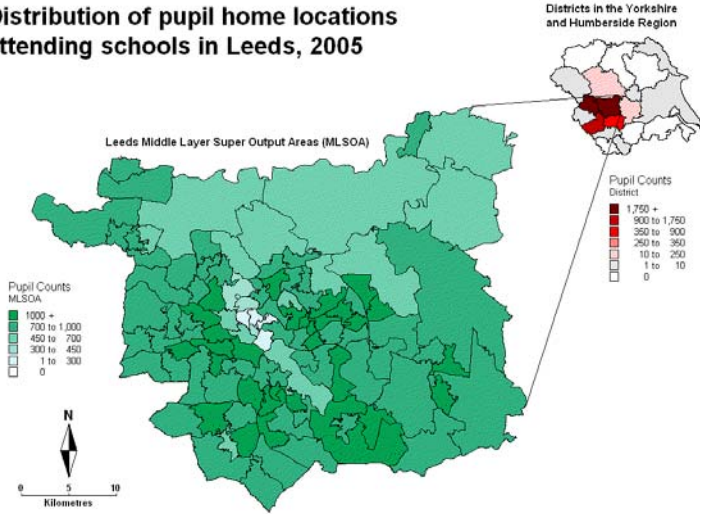 Distribution of pupil home locations
attending schools in Leeds, 2005
Districts in the Yorkshire
and Humberside Region
Leeds Middle Layer Super Output Areas (MLSOA)
Pupil Counts
District
1,750 +
900 to 1,750
350 to 900
250 to 350
10 to 250
1 to 10
0
Pupil Counts
MLSOA
1000 +
700 to 1,000
450 to 700
300 to 450
1 to 300
0
N
0 5 10
Kilometres